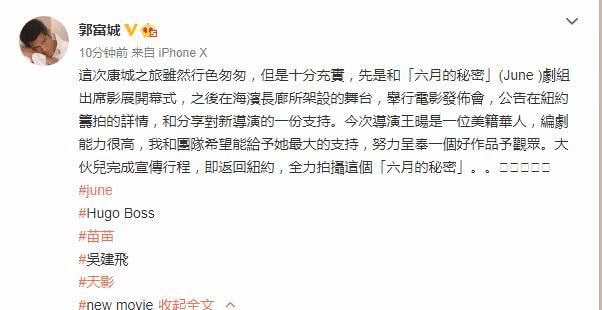 郭富城
10分钟前 来自 iPhone X
這次康城之旅雖然行色匆匆，但是十分充實，先是和「六月的秘密」(June )劇組
出席影展開幕式，之後在海濱長廊所架設的舞台，舉行電影發佈會，公告在紐約
籌拍的詳情，和分享對新導演的一份支持。今次導演王暘是一位美籍華人，編劇
能力很高，我和團隊希望能給予她最大的支持，努力呈奉一個好作品予觀眾。大
伙兒完成宣傳行程，即返回紐約，全力拍攝這個「六月的秘密」。。□□□□□
#june
#Hugo Boss
#苗苗
#吳建飛
#天影
#new movie 收起全文